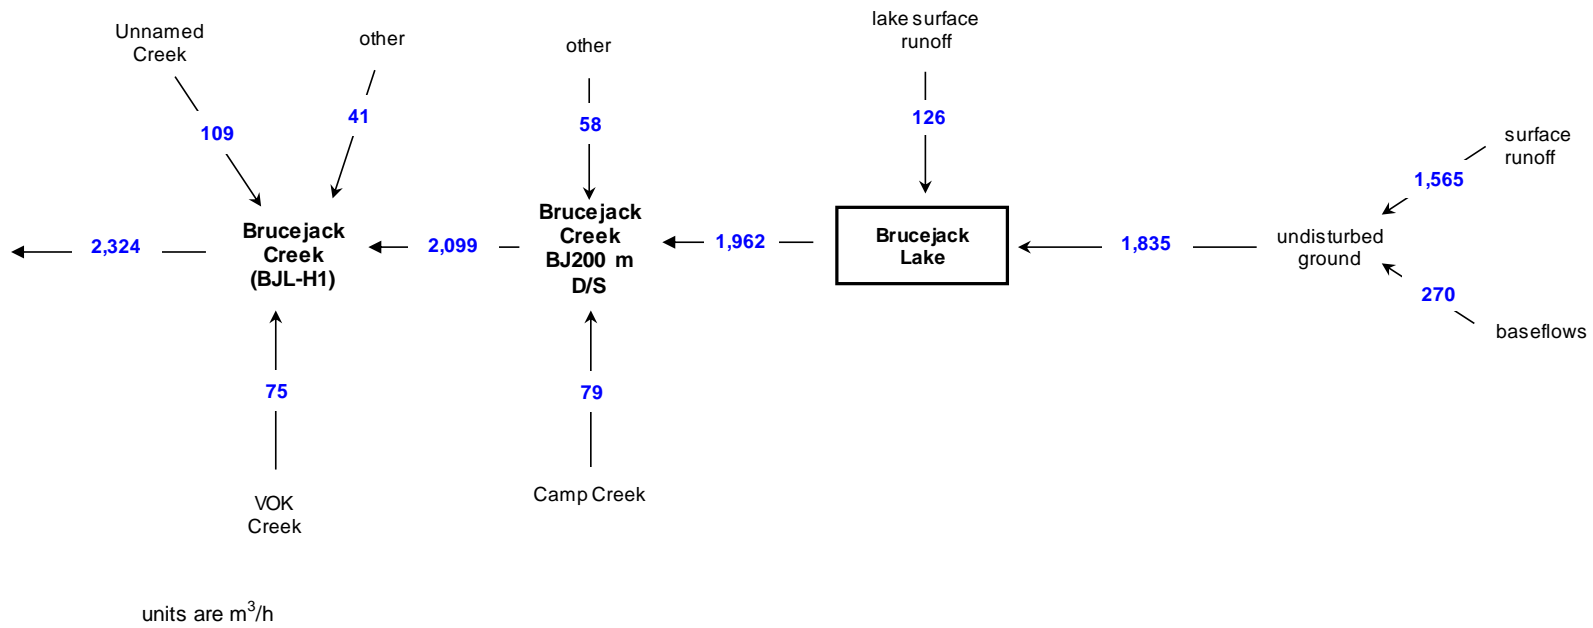 Unnamed
Creek
other
other
lake surface
runoff
109
41
58
126
surface
runoff
1,565
2,324
Brucejack
Creek
(BJL-H1)
2,099
Brucejack
Creek
BJ200 m
D/S
1,962
Brucejack
Lake
1,835
undisturbed
ground
270
baseflows
75
79
VOK
Creek
Camp Creek
units are m³/h